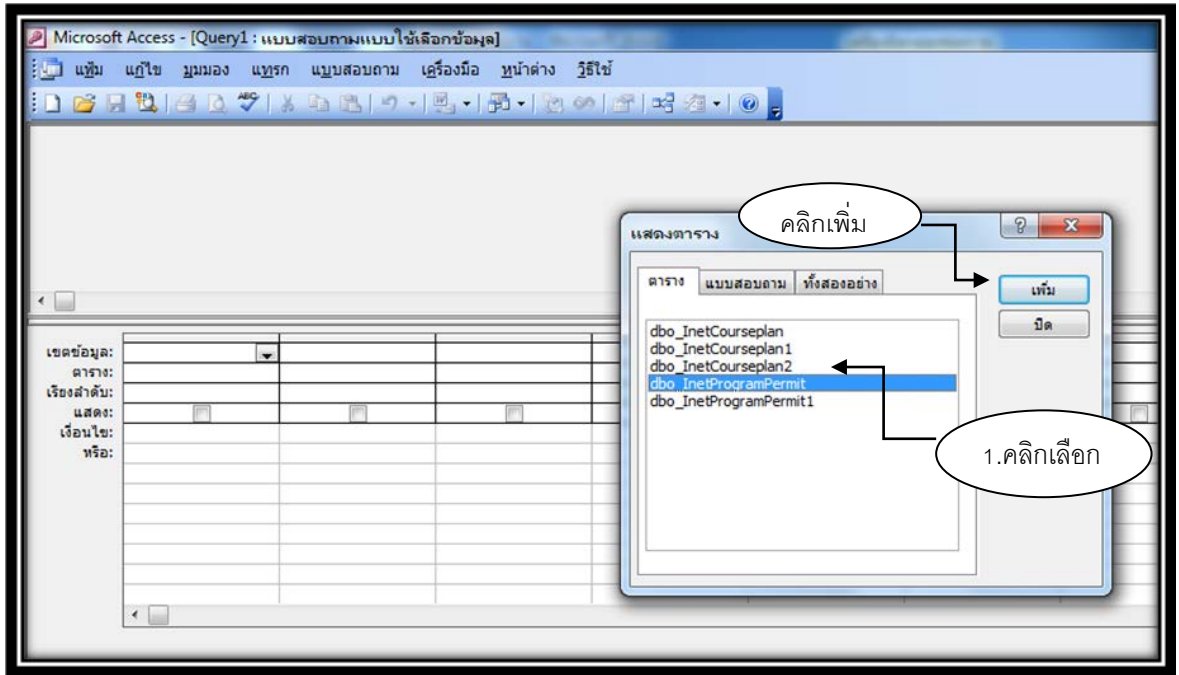 Microsoft Access - [Query1 : แบบสอบถามแบบใช้เลือกข้อมูล]
แฟ้ม แก้ไข มุมมอง แทรก แบบสอบถาม เครื่องมือ หน้าต่าง วิธีใช้
คลิกเพิ่ม
แสดงตาราง
ตาราง แบบสอบถาม ทั้งสองอย่าง
เพิ่ม
ปิด
dbo_InetCourseplan
dbo_InetCourseplan1
dbo_InetCourseplan2
dbo_InetProgramPermit
dbo_InetProgramPermit1
1.คลิกเลือก
เขตข้อมูล:
ตาราง:
เรียงลำดับ:
แสดง:
เงื่อนไข:
หรือ: